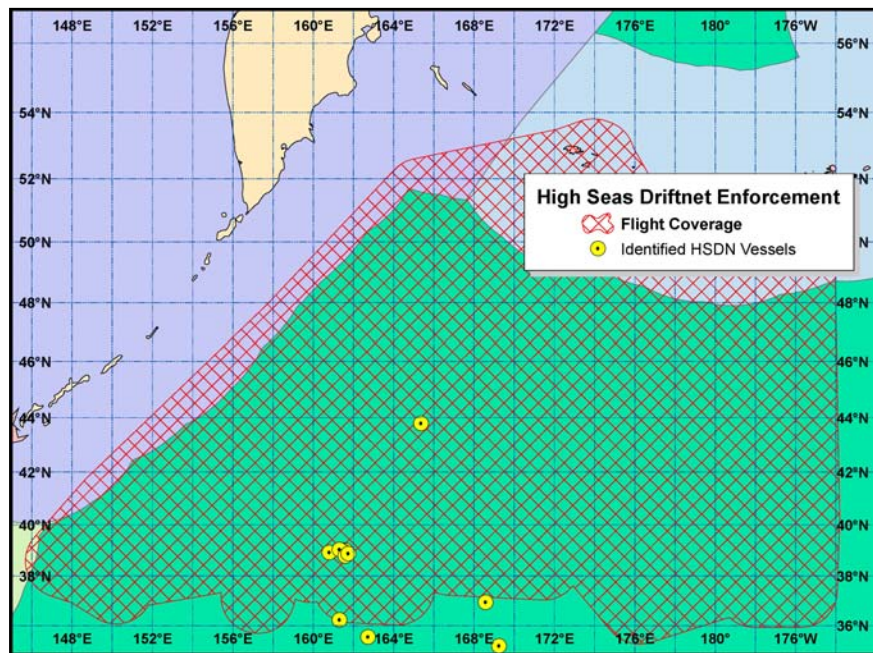 148°E 152°E 156°E 160°E 164°E 168°E 172°E 176°E 180° 176°W
56°N
54°N 54°N
52°N 52°N
High Seas Driftnet Enforcement
Flight Coverage
Identified HSDN Vessels
50°N
48°N 48°N
46°N 46°N
44°N 44°N
42°N 42°N
40°N 40°N
38°N 38°N
36°N 36°N
148°E 152°E 156°E 160°E 164°E 168°E 172°E 176°E 180° 176°W